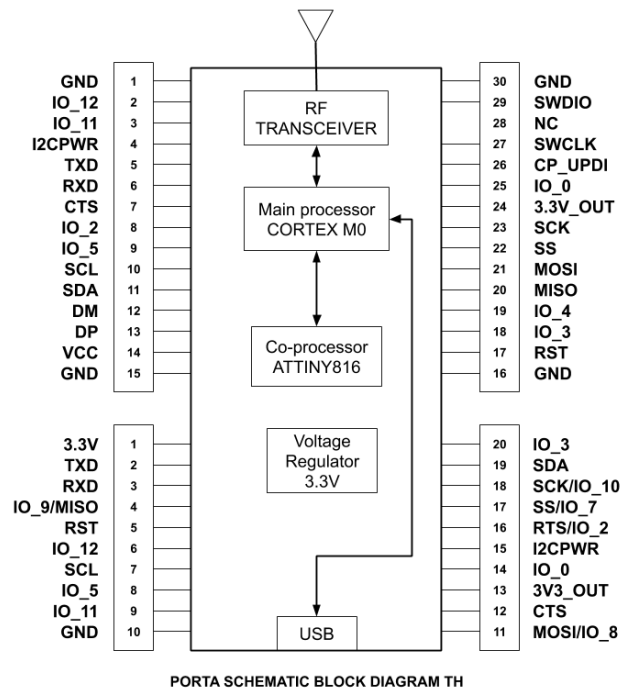 GND 1
IO_12 2
IO_11 3
I2CPWR 4
TXD 5
RXD 6
CTS 7
IO_2 8
IO_5 9
SCL 10
SDA 11
DM 12
DP 13
VCC 14
GND 15
3.3V 1
TXD 2
RXD 3
IO_9/MISO 4
RST 5
IO_12 6
SCL 7
IO_5 8
IO_11 9
GND 10
RF
TRANSCEIVER
Main processor
CORTEX M0
Co-processor
ATTINY816
Voltage
Regulator
3.3V
USB
30 GND
29 SWDIO
28 NC
27 SWCLK
26 CP_UPDI
25 IO_0
24 3.3V_OUT
23 SCK
22 SS
21 MOSI
20 MISO
19 IO_4
18 IO_3
17 RST
16 GND
20 IO_3
19 SDA
18 SCK/IO_10
17 SS/IO_7
16 RTS/IO_2
15 I2CPWR
14 IO_0
13 3V3_OUT
12 CTS
11 MOSI/IO_8
PORTA SCHEMATIC BLOCK DIAGRAM TH